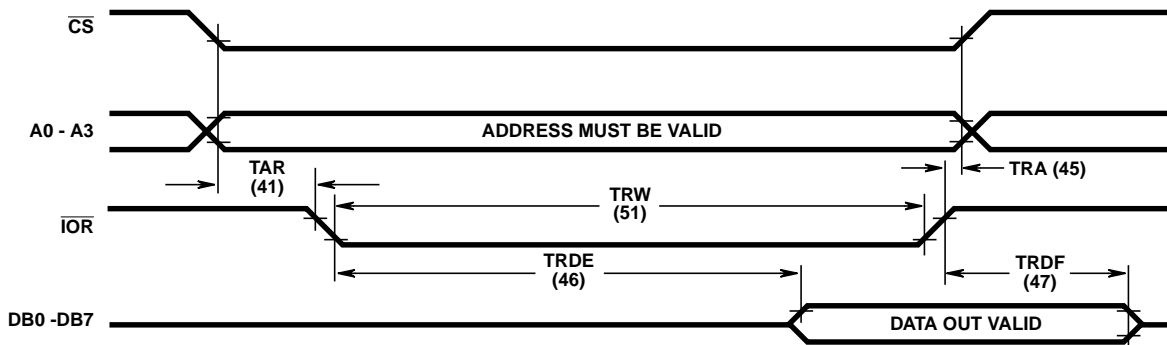 CS
A0 - A3
ADDRESS MUST BE VALID
TAR
(41)
TRA (45)
TRW
(51)
IOR
TRDE
(46)
TRDF
(47)
DB0 -DB7
DATA OUT VALID